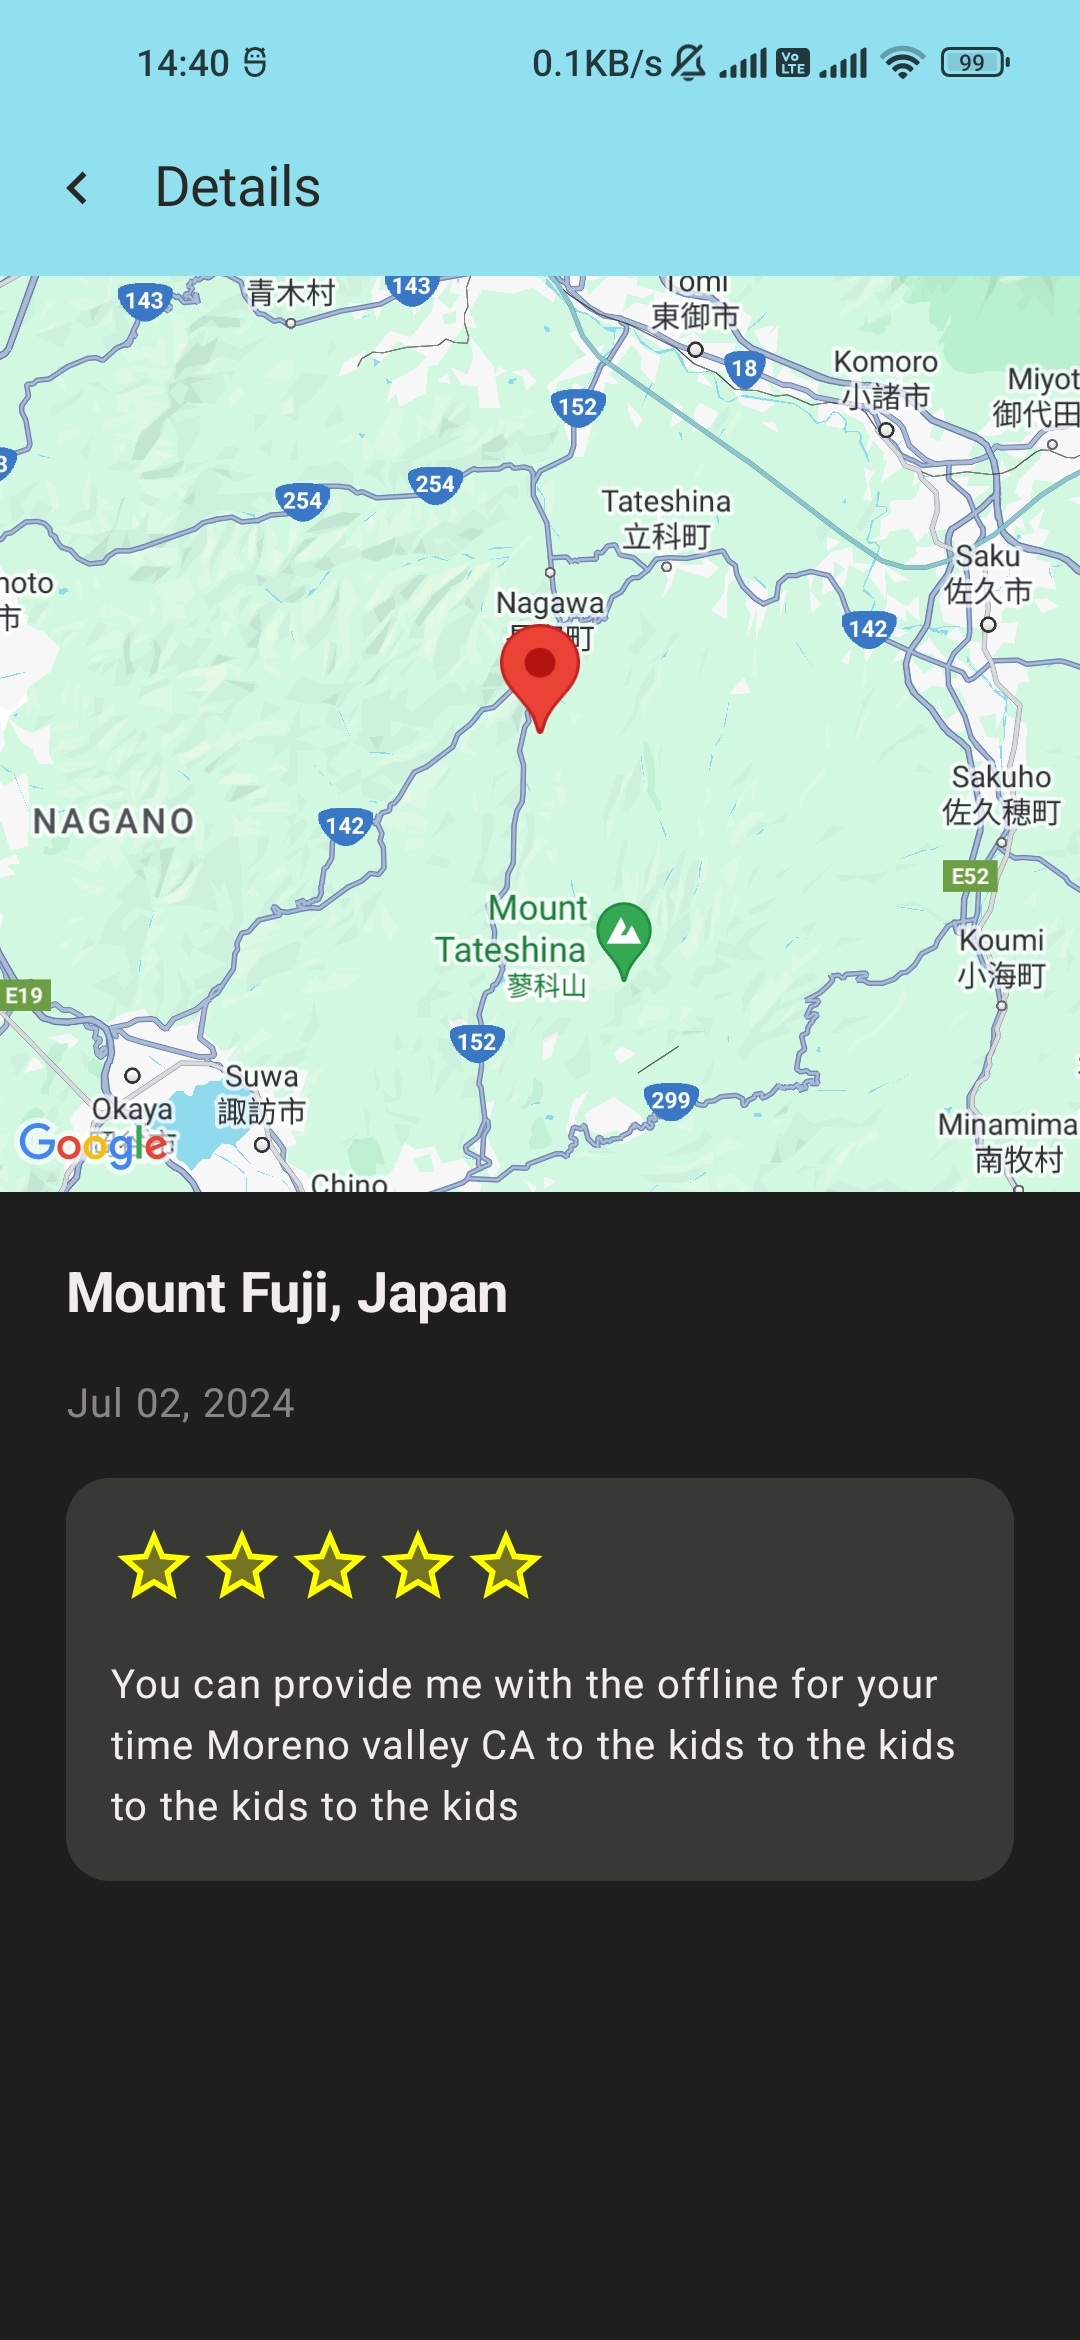 14:40
0.1KB/s
Vo
LTE
99
Details
143
青木村
143
Tomi
東御市
18
Komoro
小諸市
Miyot
御代田
152
254
254
Tateshina
立科町
Saku
佐久市
noto
市
Nagawa
町
142
Sakuho
佐久穂町
NAGANO
142
E52
Mount
Tateshina
蓼科山
Koumi
小海町
E19
152
Suwa
諏訪市
299
Okaya
市
Google
Minamima
南牧村
Chino
Mount Fuji, Japan
Jul 02, 2024
You can provide me with the offline for your
time Moreno valley CA to the kids to the kids
to the kids to the kids